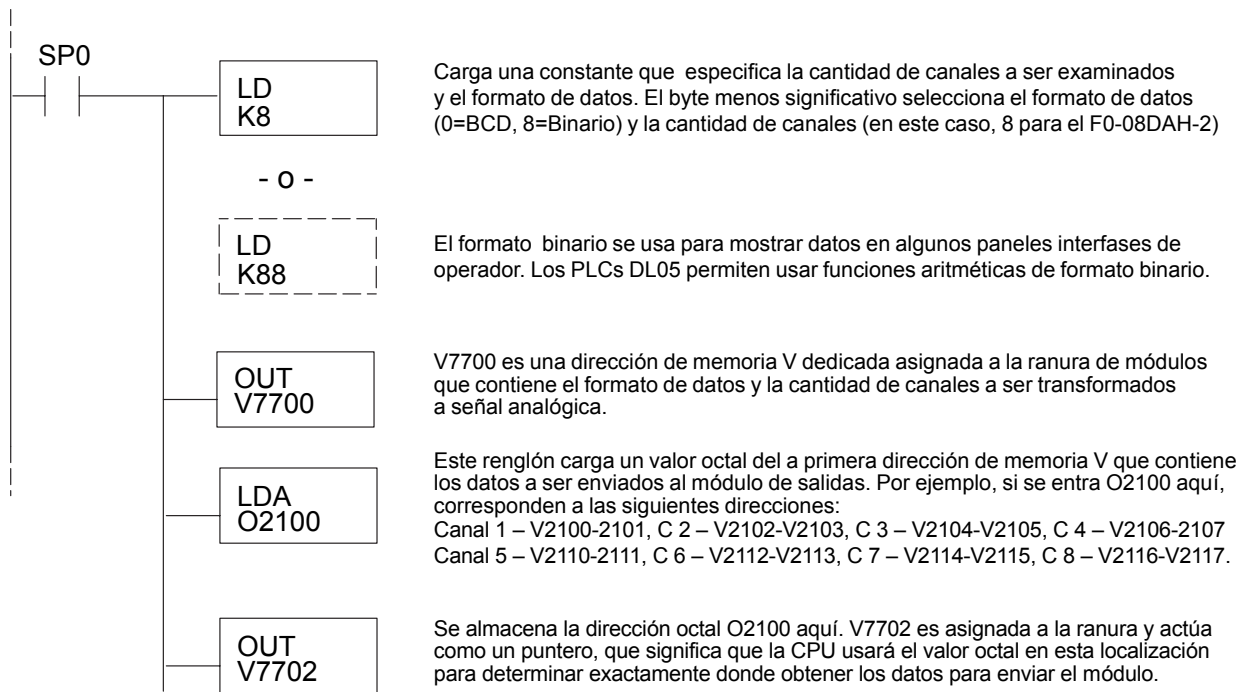 SP0
LD
K8
Carga una constante que especifica la cantidad de canales a ser examinados
y el formato de datos. El byte menos significativo selecciona el formato de datos
(0=BCD, 8=Binario) y la cantidad de canales (en este caso, 8 para el F0-08DAH-2)
- o -
LD
K88
El formato binario se usa para mostrar datos en algunos paneles interfases de
operador. Los PLCs DL05 permiten usar funciones aritméticas de formato binario.
OUT
V7700
V7700 es una dirección de memoria V dedicada asignada a la ranura de módulos
que contiene el formato de datos y la cantidad de canales a ser transformados
a señal analógica.
LDA
O2100
Este renglón carga un valor octal del a primera dirección de memoria V que contiene
los datos a ser enviados al módulo de salidas. Por ejemplo, si se entra O2100 aquí,
corresponden a las siguientes direcciones:
Canal 1 – V2100-2101, C 2 – V2102-V2103, C 3 – V2104-V2105, C 4 – V2106-2107
Canal 5 – V2110-2111, C 6 – V2112-V2113, C 7 – V2114-V2115, C 8 – V2116-V2117.
OUT
V7702
Se almacena la dirección octal O2100 aquí. V7702 es asignada a la ranura y actúa
como un puntero, que significa que la CPU usará el valor octal en esta localización
para determinar exactamente donde obtener los datos para enviar el módulo.